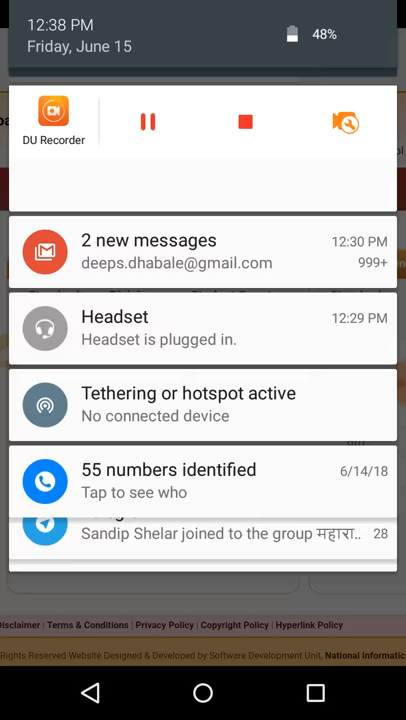 12:38 PM
Friday, June 15
48%
DU Recorder
2 new messages
12:30 PM
deeps.dhabale@gmail.com
999+
Headset
12:29 PM
Headset is plugged in.
Tethering or hotspot active
No connected device
55 numbers identified
6/14/18
Tap to see who
Sandip Shelar joined to the group महारा..
28
Disclaimer | Terms & Conditions | Privacy Policy | Copyright Policy | Hyperlink Policy
Rights Reserved Website Designed & Developed by Software Development Unit, National Informatic